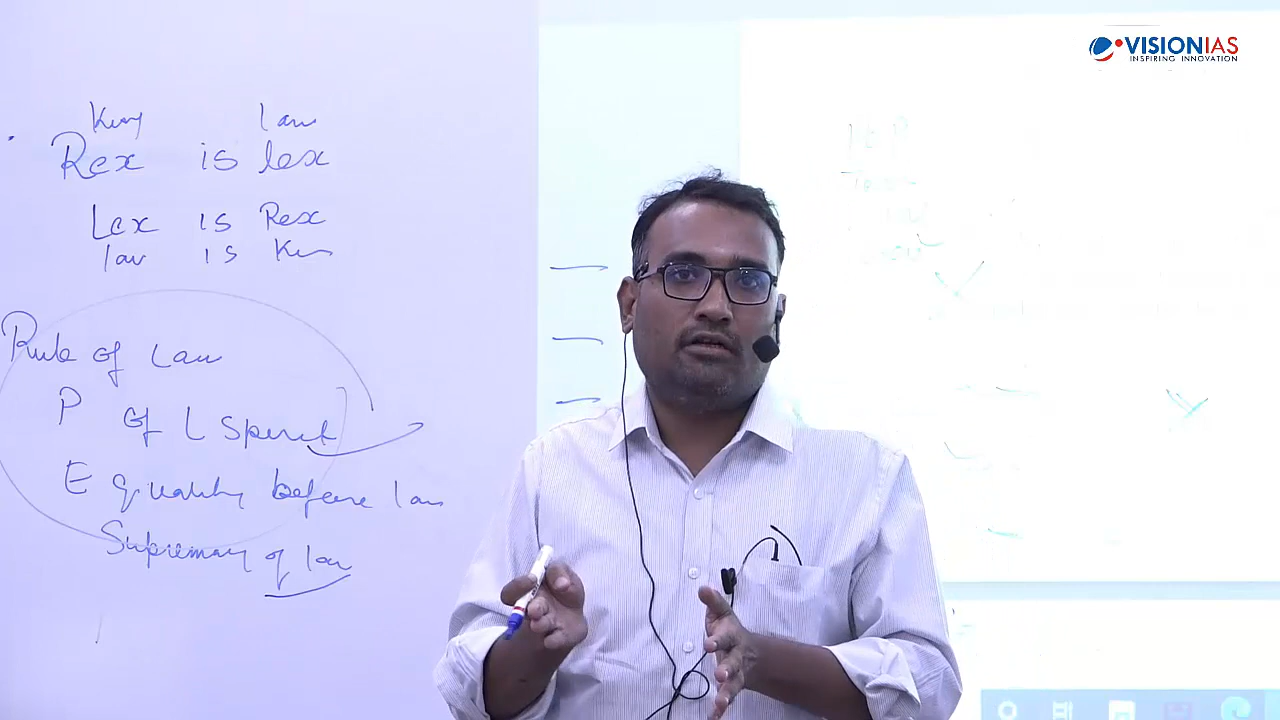 VISIONIAS
INSPIRING INNOVATION
King law
Rex is lex
Lex is Rex
law is King
Rule of Law
P of L Spirit
Equality before law
Supremacy of law